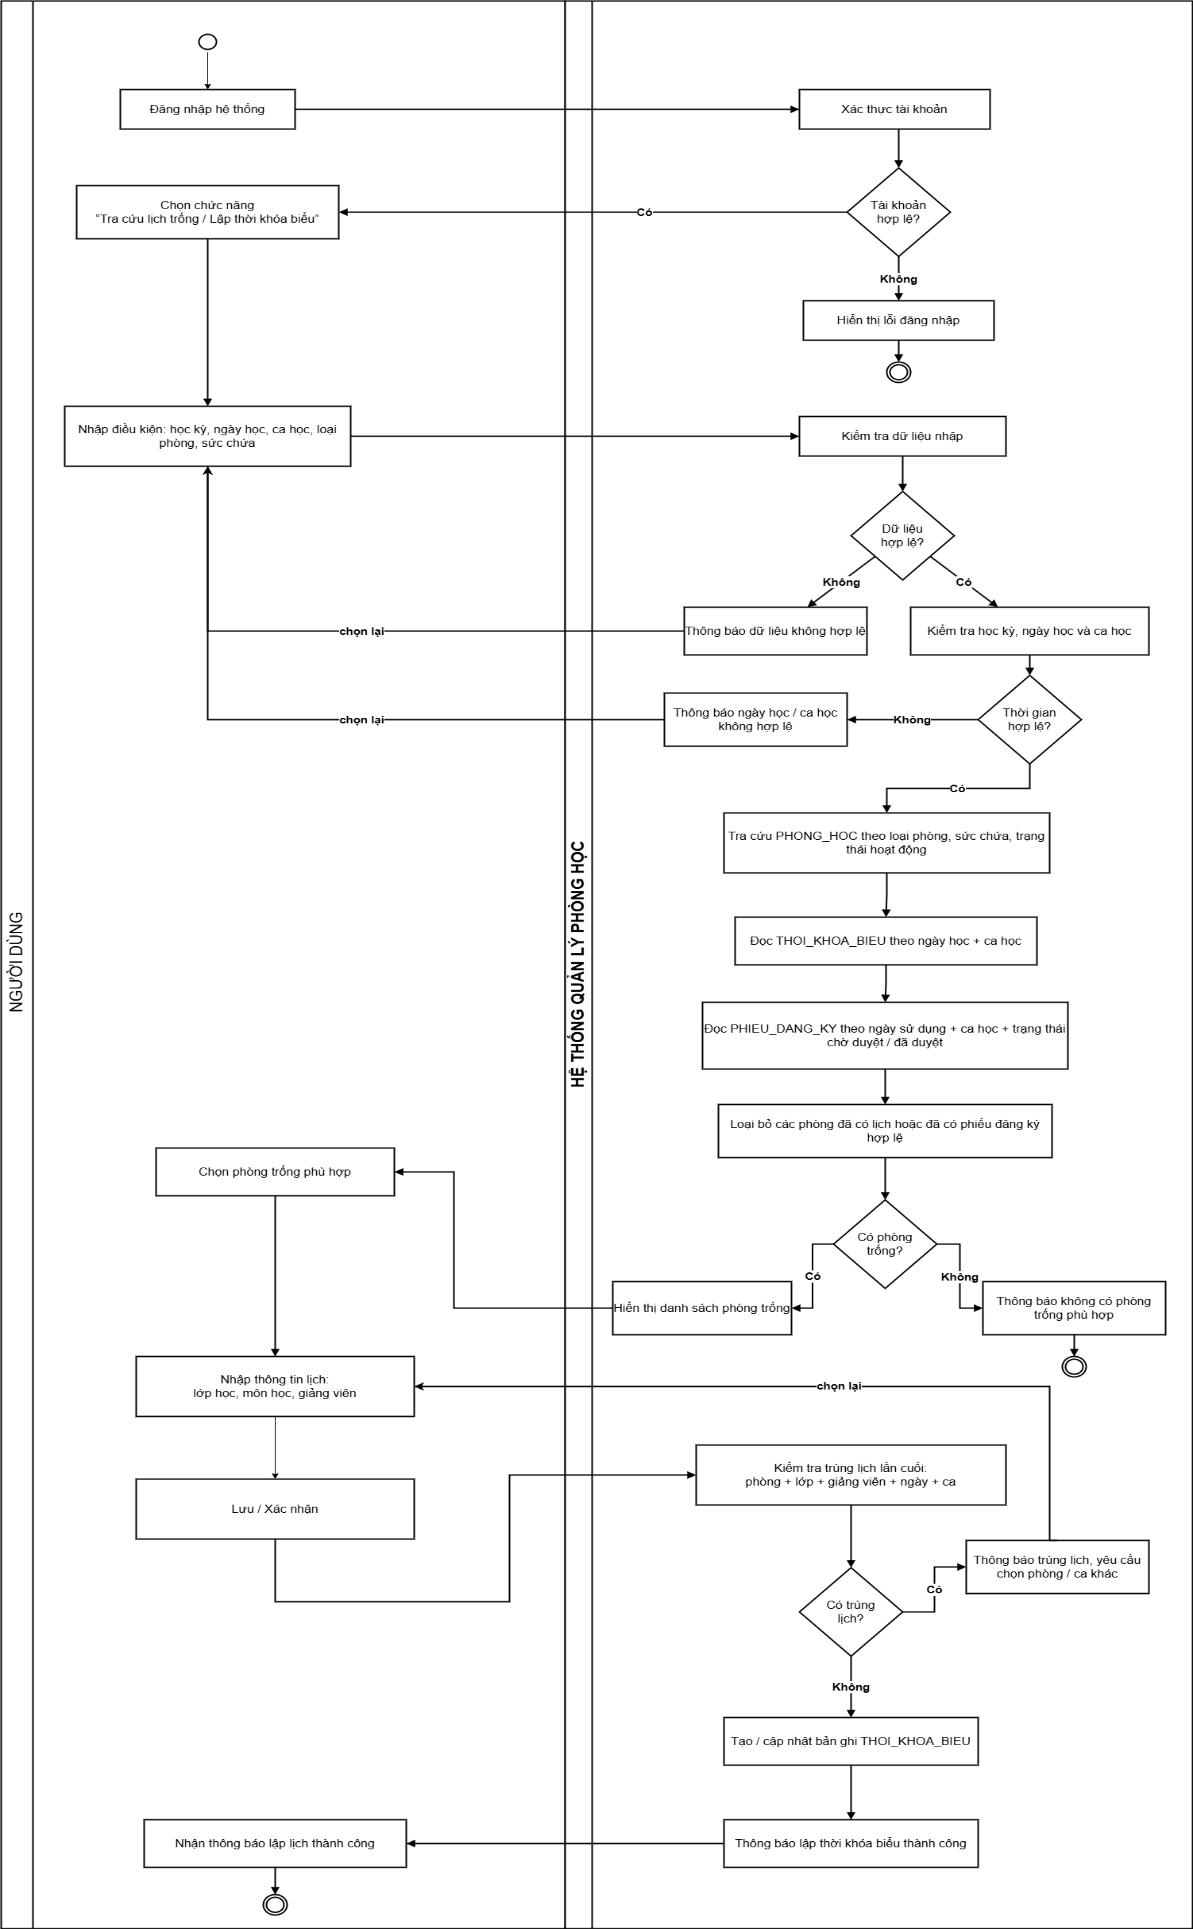 NGƯỜI DÙNG
HỆ THỐNG QUẢN LÝ PHÒNG HỌC
Đăng nhập hệ thống
Xác thực tài khoản
Tài khoản
hợp lệ?
Có
Chọn chức năng
"Tra cứu lịch trống / Lập thời khóa biểu"
Không
Hiển thị lỗi đăng nhập
Nhập điều kiện: học kỳ, ngày học, ca học, loại
phòng, sức chứa
Kiểm tra dữ liệu nhập
Dữ liệu
hợp lệ?
Không
Có
Thông báo dữ liệu không hợp lệ
chọn lại
Kiểm tra học kỳ, ngày học và ca học
Thời gian
hợp lệ?
Không
Thông báo ngày học / ca học
không hợp lệ
chọn lại
Có
Tra cứu PHONG_HOC theo loại phòng, sức chứa, trạng
thái hoạt động
Đọc THOI_KHOA_BIEU theo ngày học + ca học
Đọc PHIEU_DANG_KY theo ngày sử dụng + ca học + trạng thái
chờ duyệt / đã duyệt
Loại bỏ các phòng đã có lịch hoặc đã có phiếu đăng ký
hợp lệ
Có phòng
trống?
Có
Không
Hiển thị danh sách phòng trống
Thông báo không có phòng
trống phù hợp
Chọn phòng trống phù hợp
Nhập thông tin lịch:
lớp học, môn học, giảng viên
chọn lại
Lưu / Xác nhận
Kiểm tra trùng lịch lần cuối:
phòng + lớp + giảng viên + ngày + ca
Có trùng
lịch?
Có
Thông báo trùng lịch, yêu cầu
chọn phòng / ca khác
Không
Tạo / cập nhật bản ghi THOI_KHOA_BIEU
Thông báo lập thời khóa biểu thành công
Nhận thông báo lập lịch thành công